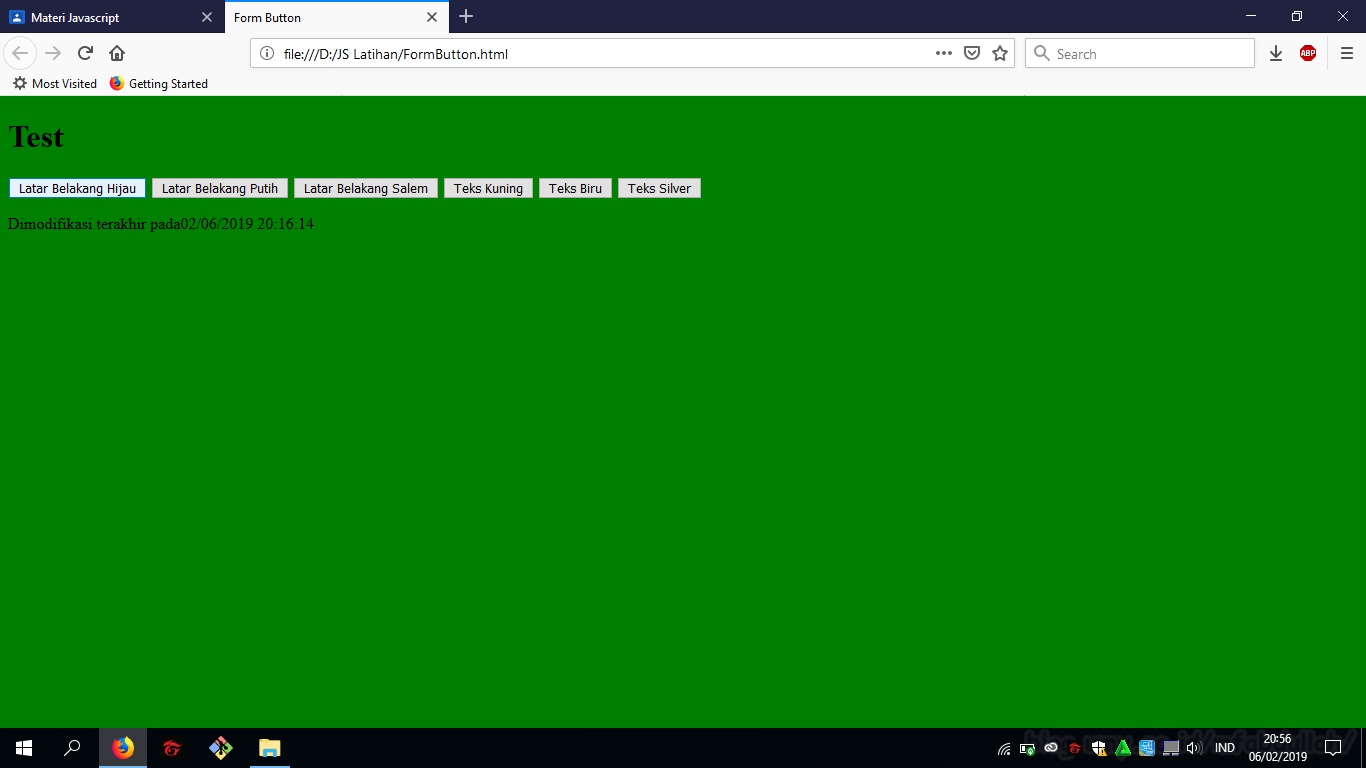 Materi Javascript
Form Button
file:///D:/JS Latihan/FormButton.html
Search
ABP
Most Visited
Getting Started
Test
Latar Belakang Hijau
Latar Belakang Putih
Latar Belakang Salem
Teks Kuning
Teks Biru
Teks Silver
Dimodifikasi terakhir pada02/06/2019 20:16:14
IND
20:56
06/02/2019